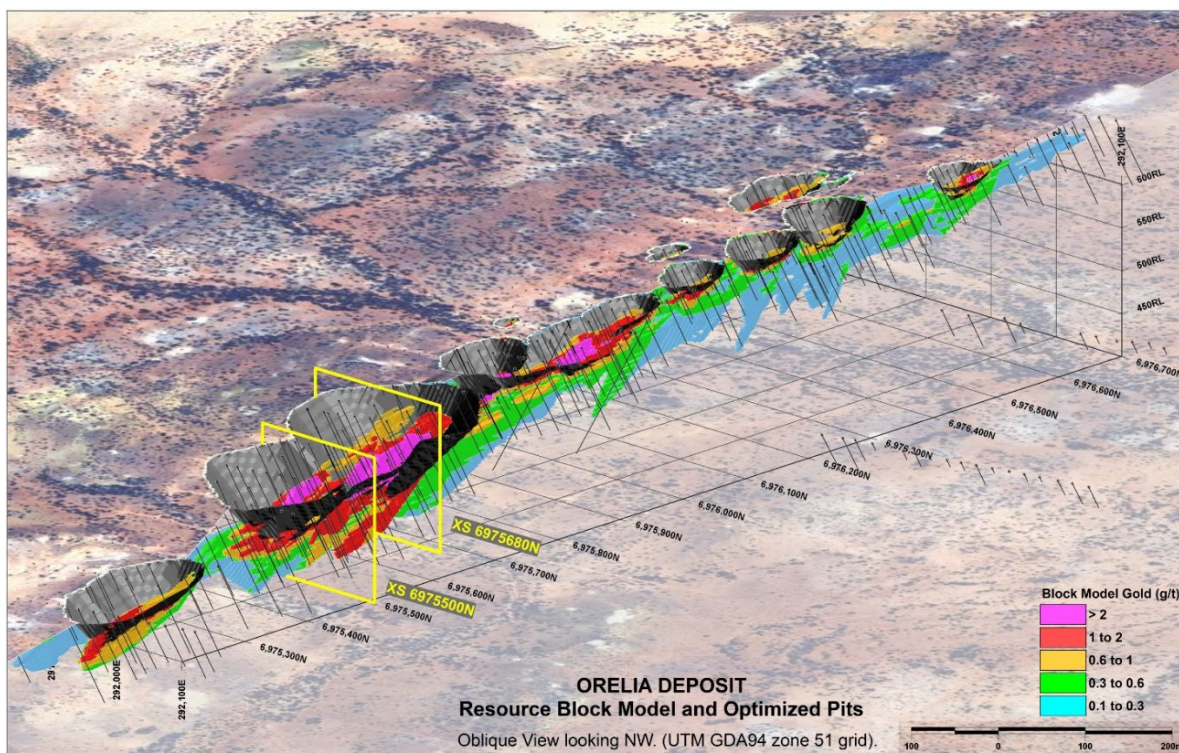 292,100E
600RL
550RL
500RL
450RL
6,976,700N
6,976,600N
6,976,500N
6,976,400N
6,976,300N
6,976,200N
6,976,100N
6,976,000N
6,975,900N
6,975,800N
6,975,700N
6,975,600N
6,975,500N
6,975,400N
6,975,300N
XS 6975680N
XS 6975500N
292,000E
292,100E
Block Model Gold (g/t)
> 2
1 to 2
0.6 to 1
0.3 to 0.6
0.1 to 0.3
ORELIA DEPOSIT
Resource Block Model and Optimized Pits
Oblique View looking NW. (UTM GDA94 zone 51 grid).
100 0 100 200m